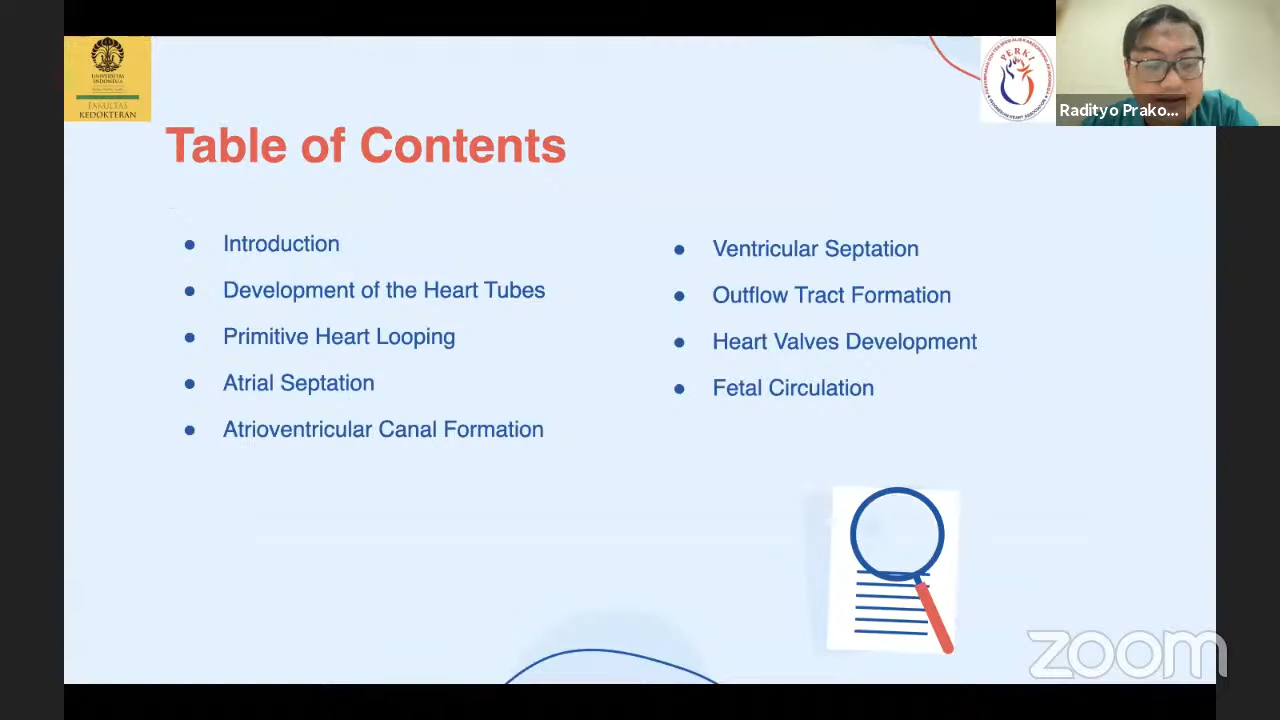 UNIVERSITAS
INDONESIA
FAKULTAS
KEDOKTERAN
PERKI
Radityo Prako...
Table of Contents
● Introduction
● Development of the Heart Tubes
● Primitive Heart Looping
● Atrial Septation
● Atrioventricular Canal Formation
● Ventricular Septation
● Outflow Tract Formation
● Heart Valves Development
● Fetal Circulation
zoom